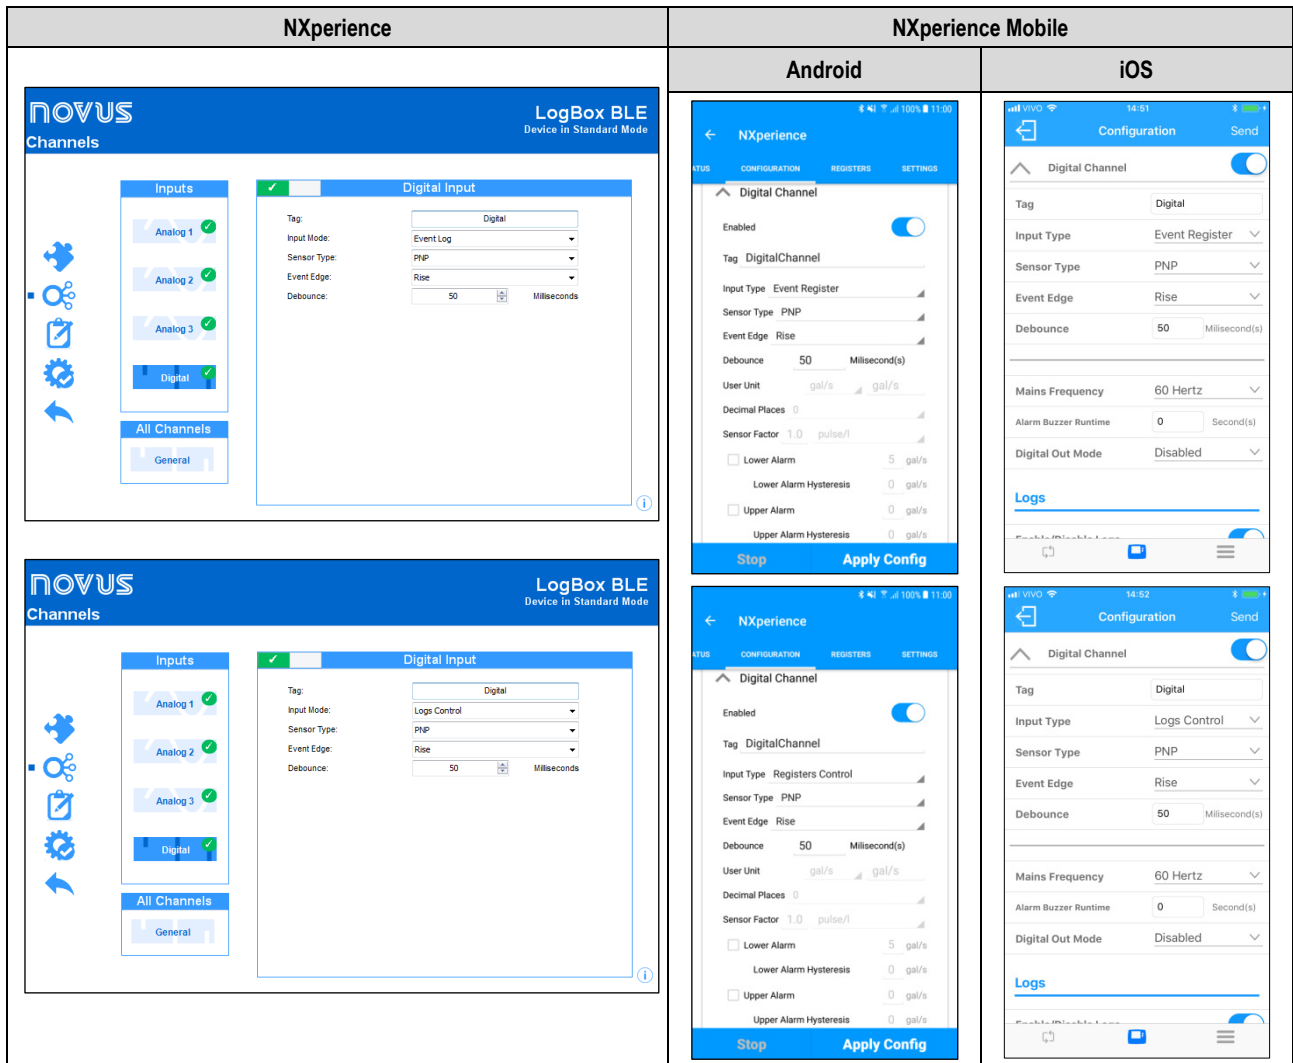 NXperience
NXperience Mobile
Android
iOS
NOVUS
LogBox BLE
Device in Standard Mode
Channels
Inputs
Analog 1
Analog 2
Analog 3
Digital
All Channels
General
Digital Input
Tag: Digital
Input Mode: Event Log
Sensor Type: PNP
Event Edge: Rise
Debounce: 50 Milliseconds
100% 11:00
NXperience
ATUS CONFIGURATION REGISTERS SETTINGS
Digital Channel
Enabled
Tag DigitalChannel
Input Type Event Register
Sensor Type PNP
Event Edge Rise
Debounce 50 Milisecond(s)
User Unit gal/s gal/s
Decimal Places 0
Sensor Factor 1.0 pulse/l
Lower Alarm 5 gal/s
Lower Alarm Hysteresis 0 gal/s
Upper Alarm 0 gal/s
Upper Alarm Hysteresis 0 gal/s
Stop Apply Config
VIVO 14:51
Configuration Send
Digital Channel
Tag Digital
Input Type Event Register
Sensor Type PNP
Event Edge Rise
Debounce 50 Milisecond(s)
Mains Frequency 60 Hertz
Alarm Buzzer Runtime 0 Second(s)
Digital Out Mode Disabled
Logs
Enable/Disable Logs
NOVUS
LogBox BLE
Device in Standard Mode
Channels
Inputs
Analog 1
Analog 2
Analog 3
Digital
All Channels
General
Digital Input
Tag: Digital
Input Mode: Logs Control
Sensor Type: PNP
Event Edge: Rise
Debounce: 50 Milliseconds
100% 11:00
NXperience
ATUS CONFIGURATION REGISTERS SETTINGS
Digital Channel
Enabled
Tag DigitalChannel
Input Type Registers Control
Sensor Type PNP
Event Edge Rise
Debounce 50 Milisecond(s)
User Unit gal/s gal/s
Decimal Places 0
Sensor Factor 1.0 pulse/l
Lower Alarm 5 gal/s
Lower Alarm Hysteresis 0 gal/s
Upper Alarm 0 gal/s
Upper Alarm Hysteresis 0 gal/s
Stop Apply Config
VIVO 14:52
Configuration Send
Digital Channel
Tag Digital
Input Type Logs Control
Sensor Type PNP
Event Edge Rise
Debounce 50 Milisecond(s)
Mains Frequency 60 Hertz
Alarm Buzzer Runtime 0 Second(s)
Digital Out Mode Disabled
Logs